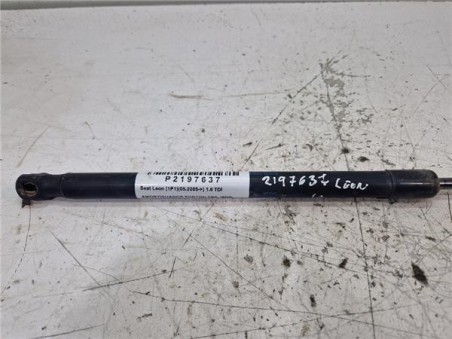 P2197637
Seat Leon (1P1)(05.2005->) 1.9 TDI
2197637 LEON